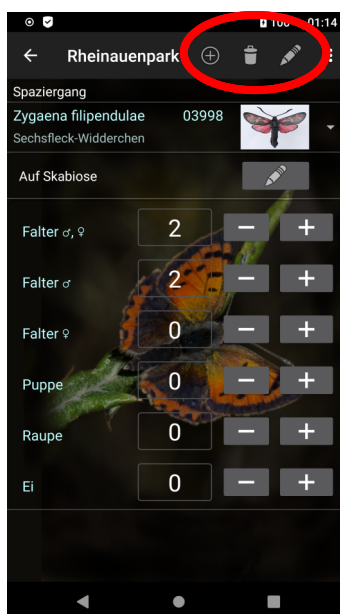 100 01:14
Rheinauenpark
Spaziergang
Zygaena filipendulae 03998
Sechsfleck-Widderchen
Auf Skabiose
Falter ♂, ♀ 2 − +
Falter ♂ 2 − +
Falter ♀ 0 − +
Puppe 0 − +
Raupe 0 − +
Ei 0 − +